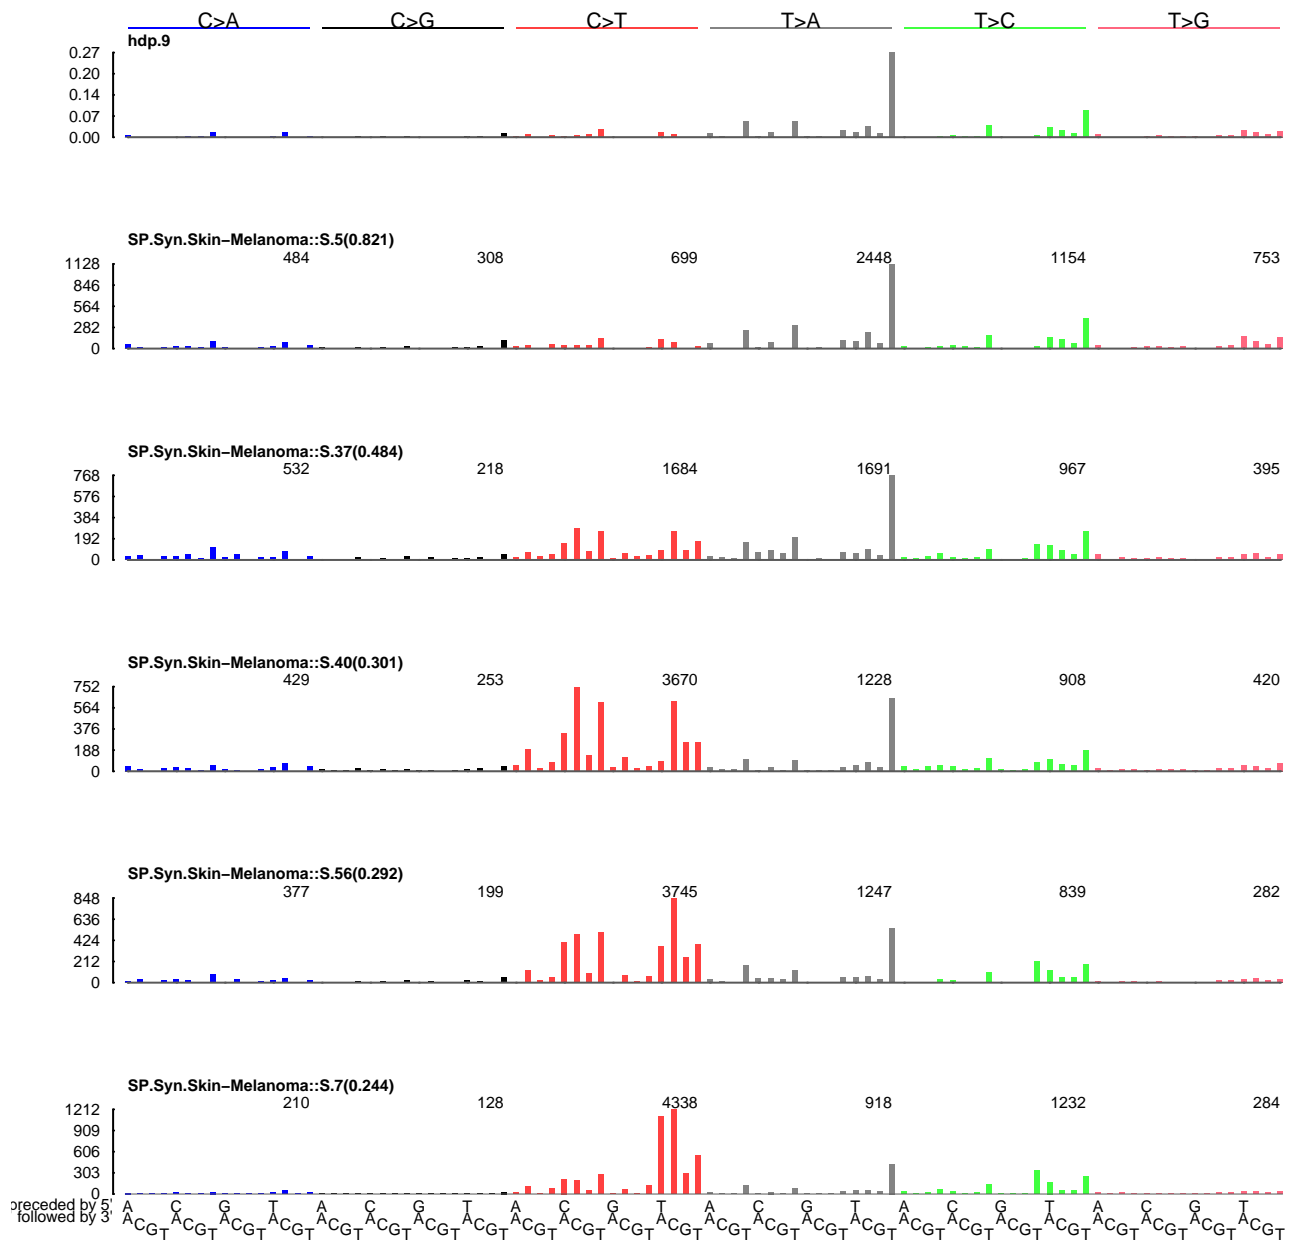 C>A C>G C>T T>A T>C T>G
hdp.9
0.27
0.20
0.14
0.07
0.00
SP.Syn.Skin−Melanoma::S.5(0.821)
484 308 699 2448 1154 753
1128
846
564
282
0
SP.Syn.Skin−Melanoma::S.37(0.484)
532 218 1684 1691 967 395
768
576
384
192
0
SP.Syn.Skin−Melanoma::S.40(0.301)
429 253 3670 1228 908 420
752
564
376
188
0
SP.Syn.Skin−Melanoma::S.56(0.292)
377 199 3745 1247 839 282
848
636
424
212
0
SP.Syn.Skin−Melanoma::S.7(0.244)
210 128 4338 918 1232 284
1212
909
606
303
0
preceded by 5' A C G T A C G T A C G T A C G T A C G T A C G T
followed by 3' A C G T A C G T A C G T A C G T A C G T A C G T A C G T A C G T A C G T A C G T A C G T A C G T A C G T A C G T A C G T A C G T A C G T A C G T A C G T A C G T A C G T A C G T A C G T A C G T